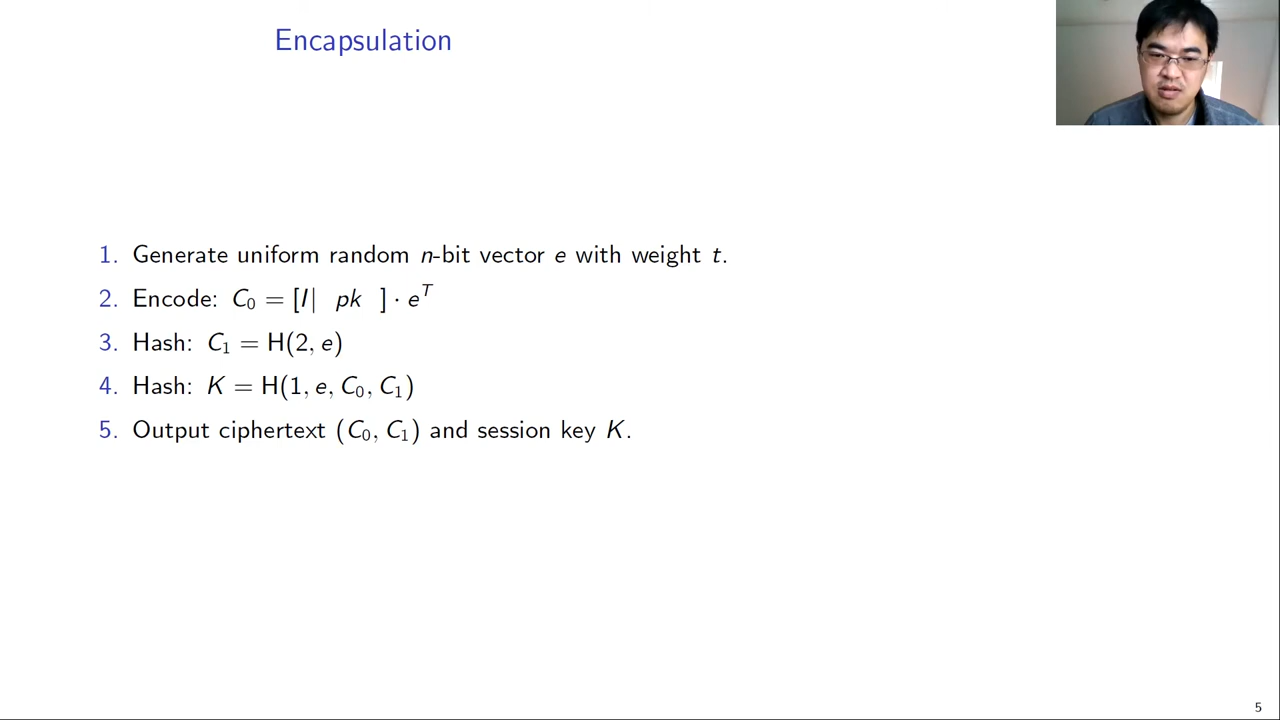 Encapsulation
1. Generate uniform random n-bit vector e with weight t.
2. Encode: C₀ = [I| pk ] · eᵀ
3. Hash: C₁ = H(2, e)
4. Hash: K = H(1, e, C₀, C₁)
5. Output ciphertext (C₀, C₁) and session key K.
5